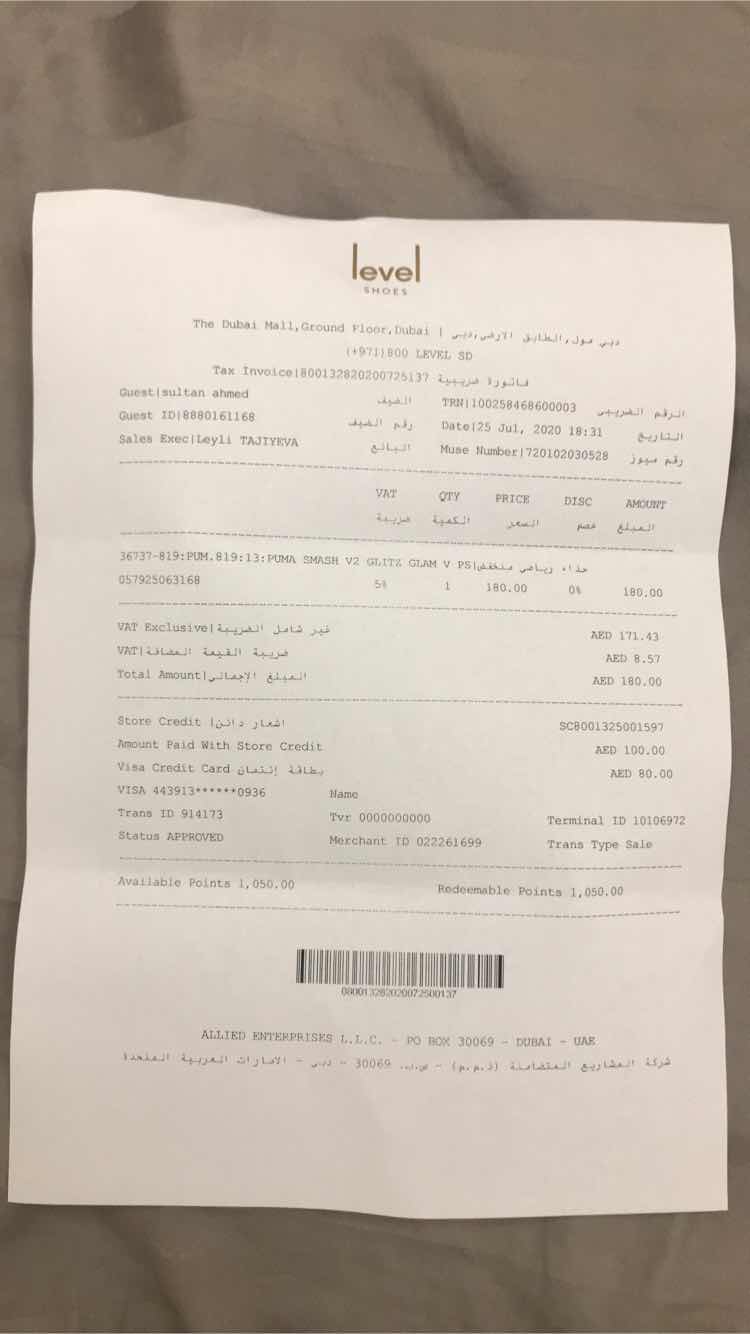 level
SHOES
The Dubai Mall,Ground Floor,Dubai | دبي مول,الطابق الارضي,دبي
(+971)800 LEVEL SD
Tax Invoice|800132820200725137 فاتورة ضريبية
Guest|sultan ahmed الضيف TRN|100258468600003 الرقم الضريبي
Guest ID|8880161168 رقم الضيف Date|25 Jul, 2020 18:31 التاريخ
Sales Exec|Leyli TAJIYEVA البائع Muse Number|720102030528 رقم ميوز
VAT QTY PRICE DISC AMOUNT
ضريبة الكمية السعر خصم المبلغ
36737-819:PUM.819:13:PUMA SMASH V2 GLITZ GLAM V PS|حذاء رياضي منخفض
057925063168 5% 1 180.00 0% 180.00
VAT Exclusive|غير شامل الضريبة AED 171.43
VAT|ضريبة القيمة المضافة AED 8.57
Total Amount|المبلغ الإجمالي AED 180.00
Store Credit |اشعار دائن SC8001325001597
Amount Paid With Store Credit AED 100.00
Visa Credit Card بطاقة إئتمان AED 80.00
VISA 443913******0936 Name
Trans ID 914173 Tvr 0000000000 Terminal ID 10106972
Status APPROVED Merchant ID 022261699 Trans Type Sale
Available Points 1,050.00 Redeemable Points 1,050.00
08001328202007250​0137
ALLIED ENTERPRISES L.L.C. - PO BOX 30069 - DUBAI - UAE
شركة المشاريع المتضامنة (ذ.م.م) - ص.ب. 30069 - دبي - الامارات العربية المتحدة